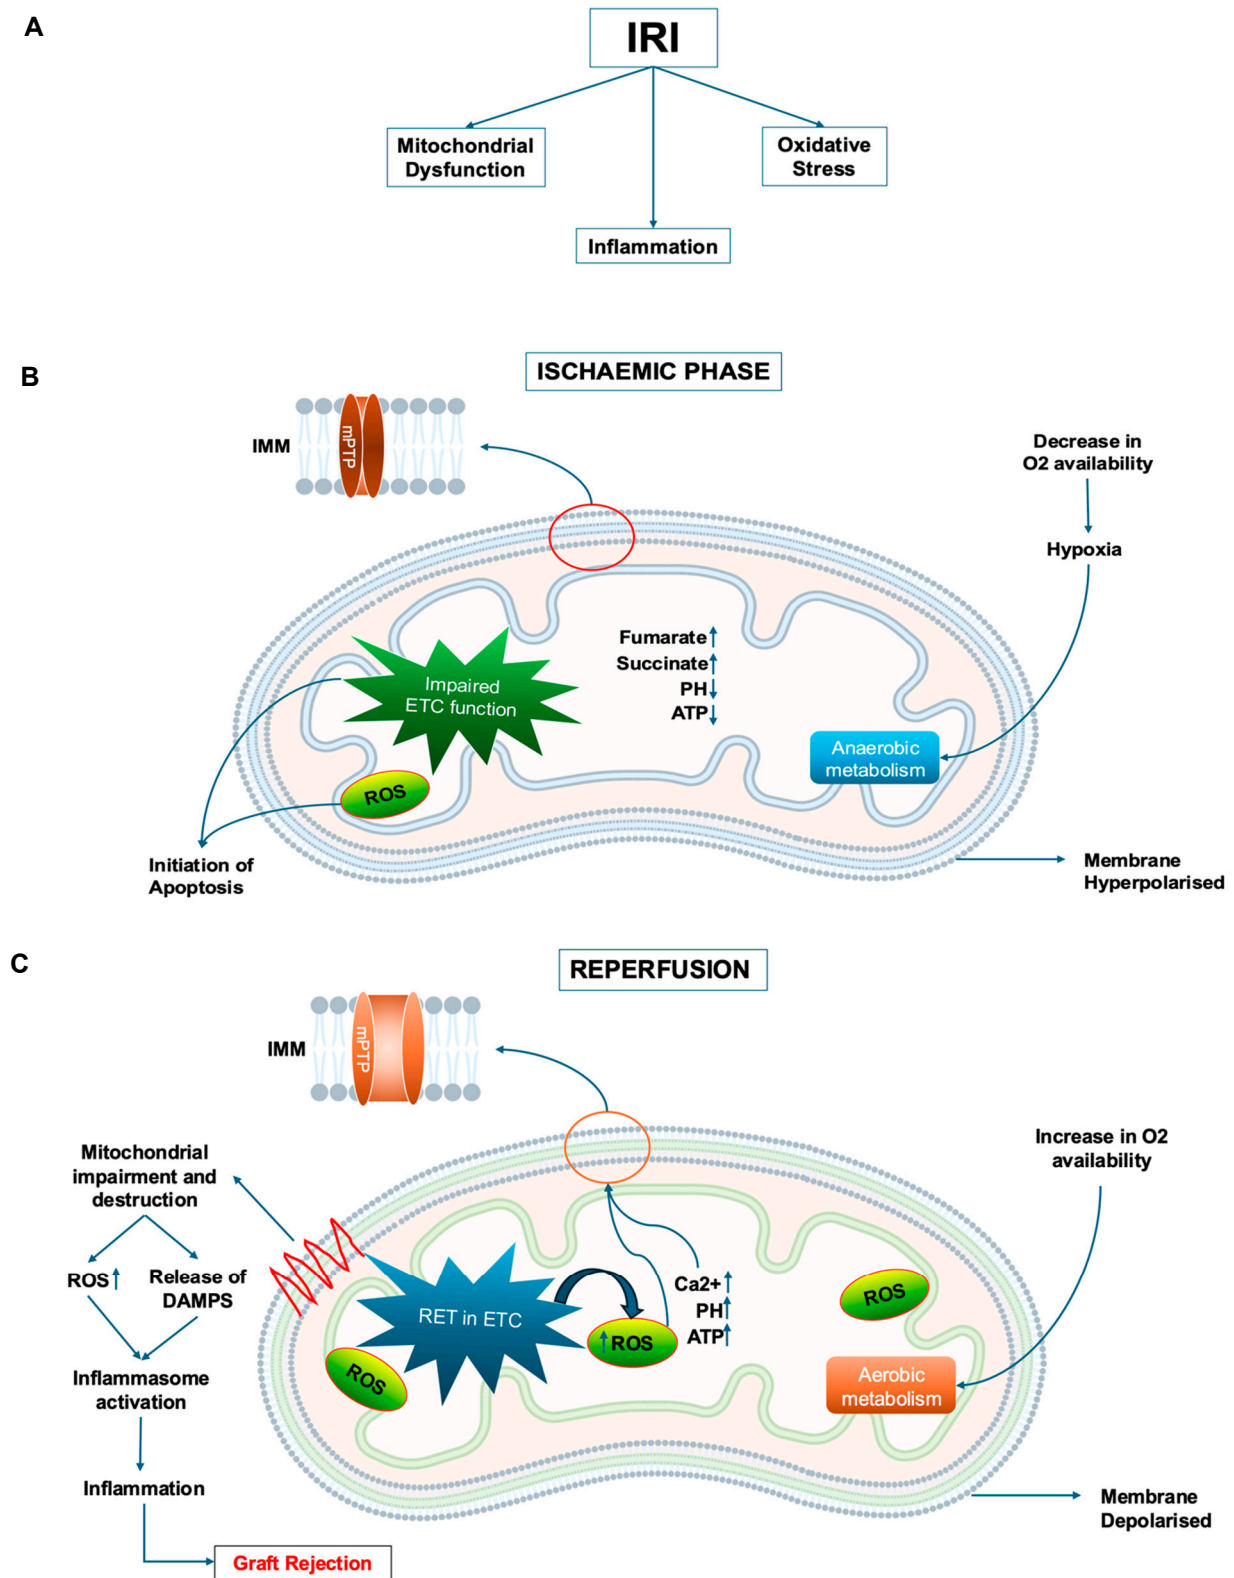 A
IRI
Mitochondrial
Dysfunction
Oxidative
Stress
Inflammation
B
ISCHAEMIC PHASE
IMM
mPTP
Decrease in
O2 availability
Hypoxia
Fumarate↑
Succinate↑
PH↓
ATP↓
Impaired
ETC function
Anaerobic
metabolism
ROS
Initiation of
Apoptosis
Membrane
Hyperpolarised
C
REPERFUSION
IMM
mPTP
Mitochondrial
impairment and
destruction
Increase in O2
availability
ROS↑
Release of
DAMPS
Ca2+↑
PH↑
ATP↑
RET in ETC
↑ROS
ROS
ROS
Aerobic
metabolism
Inflammasome
activation
Inflammation
Membrane
Depolarised
Graft Rejection